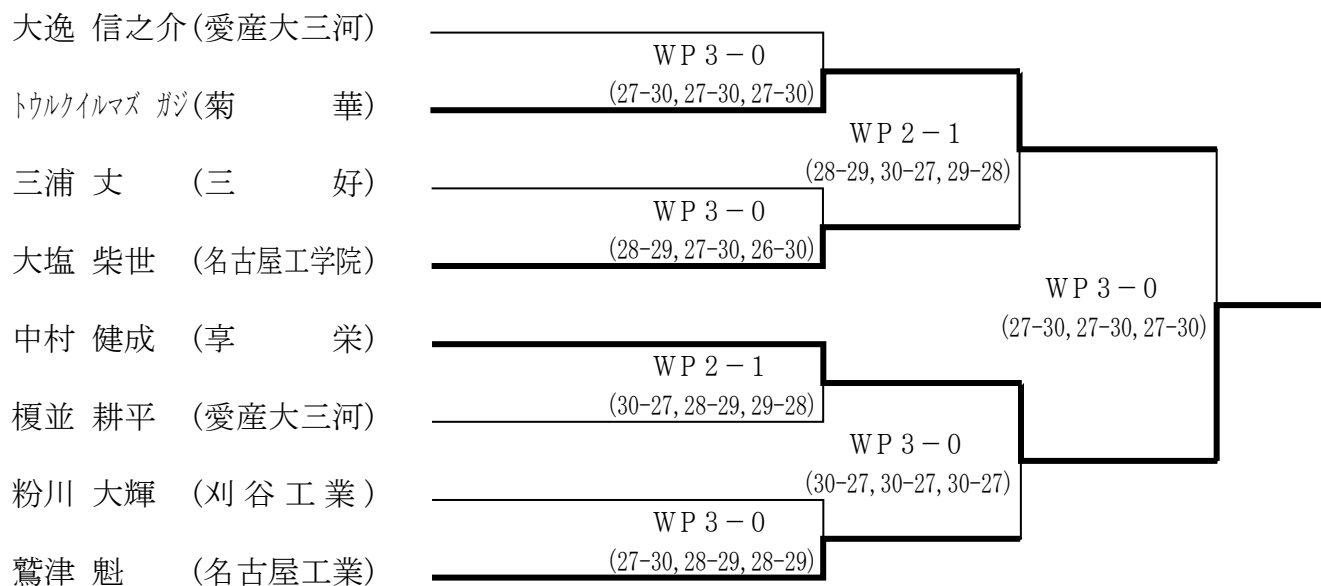 大逸 信之介(愛産大三河)
WP3-0
トウルクイルマズ ガジ(菊 華)
(27-30, 27-30, 27-30)
WP2-1
三浦 丈 (三 好)
(28-29, 30-27, 29-28)
WP3-0
大塩 柴世 (名古屋工学院)
(28-29, 27-30, 26-30)
WP3-0
中村 健成 (享 栄)
(27-30, 27-30, 27-30)
WP2-1
榎並 耕平 (愛産大三河)
(30-27, 28-29, 29-28)
WP3-0
粉川 大輝 (刈谷工業)
(30-27, 30-27, 30-27)
WP3-0
鷲津 魁 (名古屋工業)
(27-30, 28-29, 28-29)